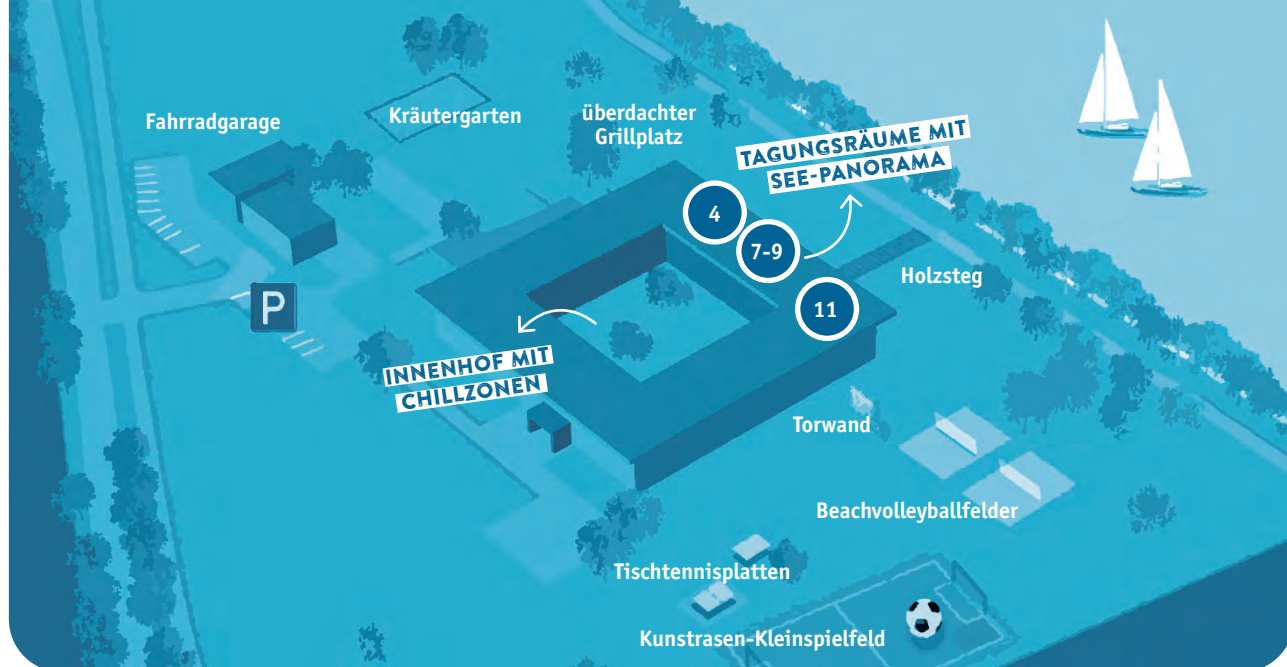 Fahrradgarage
Kräutergarten
überdachter
Grillplatz
TAGUNGSRÄUME MIT
SEE-PANORAMA
4
7-9
11
Holzsteg
P
INNENHOF MIT
CHILLZONEN
Torwand
Beachvolleyballfelder
Tischtennisplatten
Kunstrasen-Kleinspielfeld